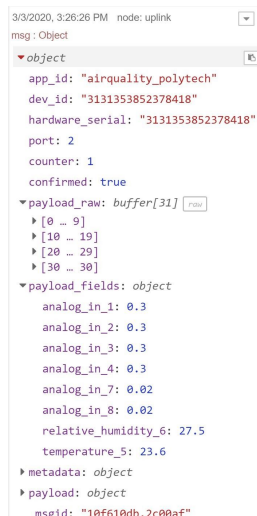 3/3/2020, 3:26:26 PM node: uplink
msg : Object
object
app_id: "airquality_polytech"
dev_id: "3131353852378418"
hardware_serial: "3131353852378418"
port: 2
counter: 1
confirmed: true
payload_raw: buffer[31] raw
[0 … 9]
[10 … 19]
[20 … 29]
[30 … 30]
payload_fields: object
analog_in_1: 0.3
analog_in_2: 0.3
analog_in_3: 0.3
analog_in_4: 0.3
analog_in_7: 0.02
analog_in_8: 0.02
relative_humidity_6: 27.5
temperature_5: 23.6
metadata: object
payload: object
_msgid: "10f610db.2c00af"